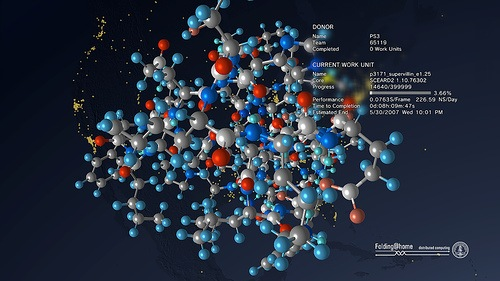 DONOR
Name PS3
Team 65119
Completed 0 Work Units
CURRENT WORK UNIT
Name p3171_supervillin_e1.25
Core SCEARD2 1.10.76302
Progress 14640/399999
3.66%
Performance 0.0763S/Frame 226.59 NS/Day
Time to Completion 0d:08h:09m:47s
Estimated End 5/30/2007 Wed 10:01 PM
Folding@home distributed computing